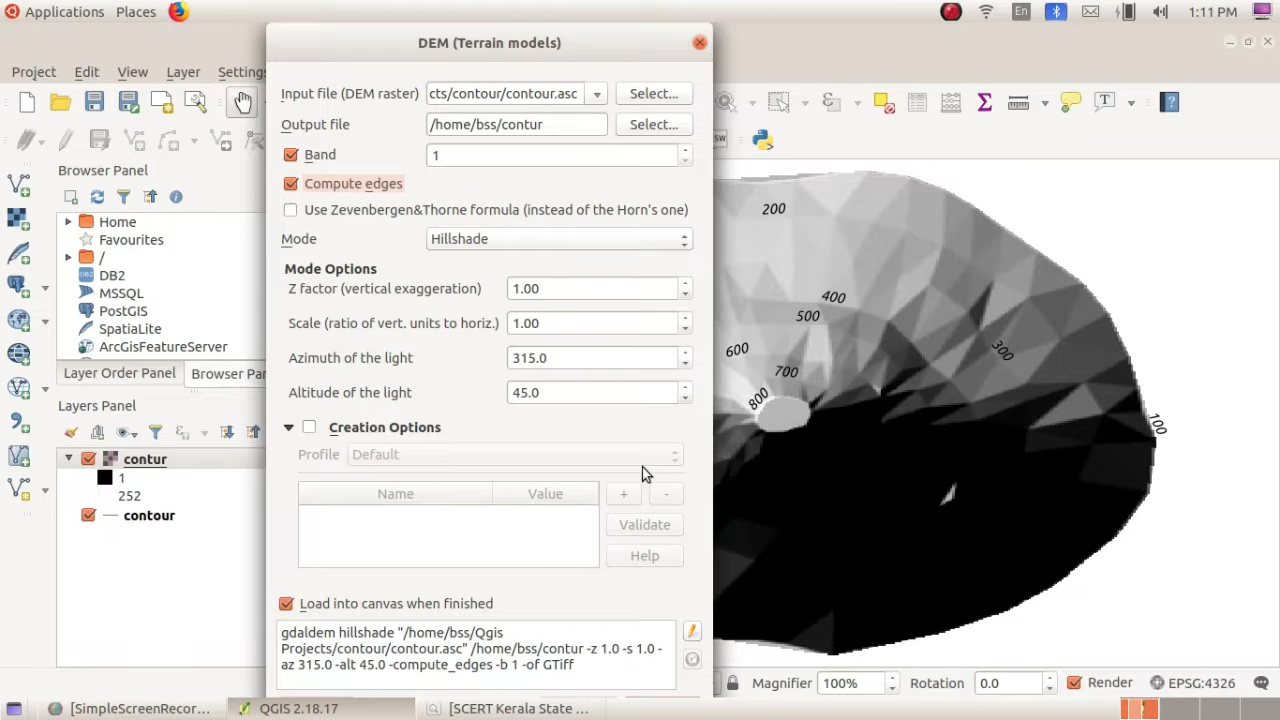 Applications Places En 1:11 PM
DEM (Terrain models)
Project Edit View Layer Settings
Input file (DEM raster) cts/contour/contour.asc Select...
Output file /home/bss/contur Select...
Band 1
Compute edges
Use Zevenbergen&Thorne formula (instead of the Horn's one)
Mode Hillshade
Mode Options
Z factor (vertical exaggeration) 1.00
Scale (ratio of vert. units to horiz.) 1.00
Azimuth of the light 315.0
Altitude of the light 45.0
Creation Options
Profile Default
Name Value + -
Validate
Help
Load into canvas when finished
gdaldem hillshade "/home/bss/Qgis
Projects/contour/contour.asc" /home/bss/contur -z 1.0 -s 1.0 -
az 315.0 -alt 45.0 -compute_edges -b 1 -of GTiff
Browser Panel
Home
Favourites
/
DB2
MSSQL
PostGIS
SpatiaLite
ArcGisFeatureServer
Layer Order Panel Browser Pan
Layers Panel
contur
1
252
contour
SW
200
400
500
300
600
700
800
100
Magnifier 100% Rotation 0.0 Render EPSG:4326
[SimpleScreenRecor... QGIS 2.18.17 [SCERT Kerala State ...